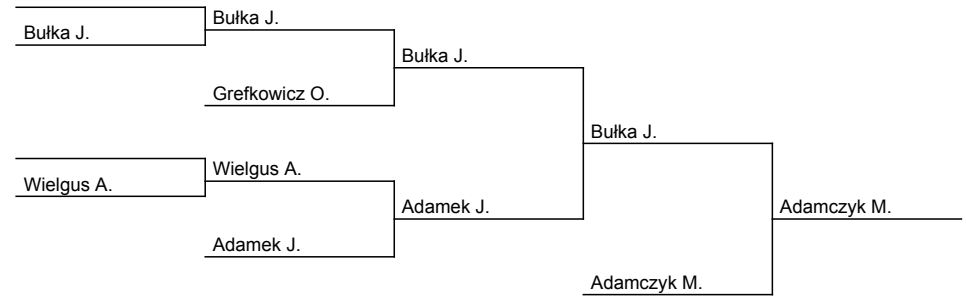 Bułka J.
Bułka J.
Bułka J.
Grefkowicz O.
Bułka J.
Wielgus A.
Wielgus A.
Adamek J.
Adamczyk M.
Adamek J.
Adamczyk M.